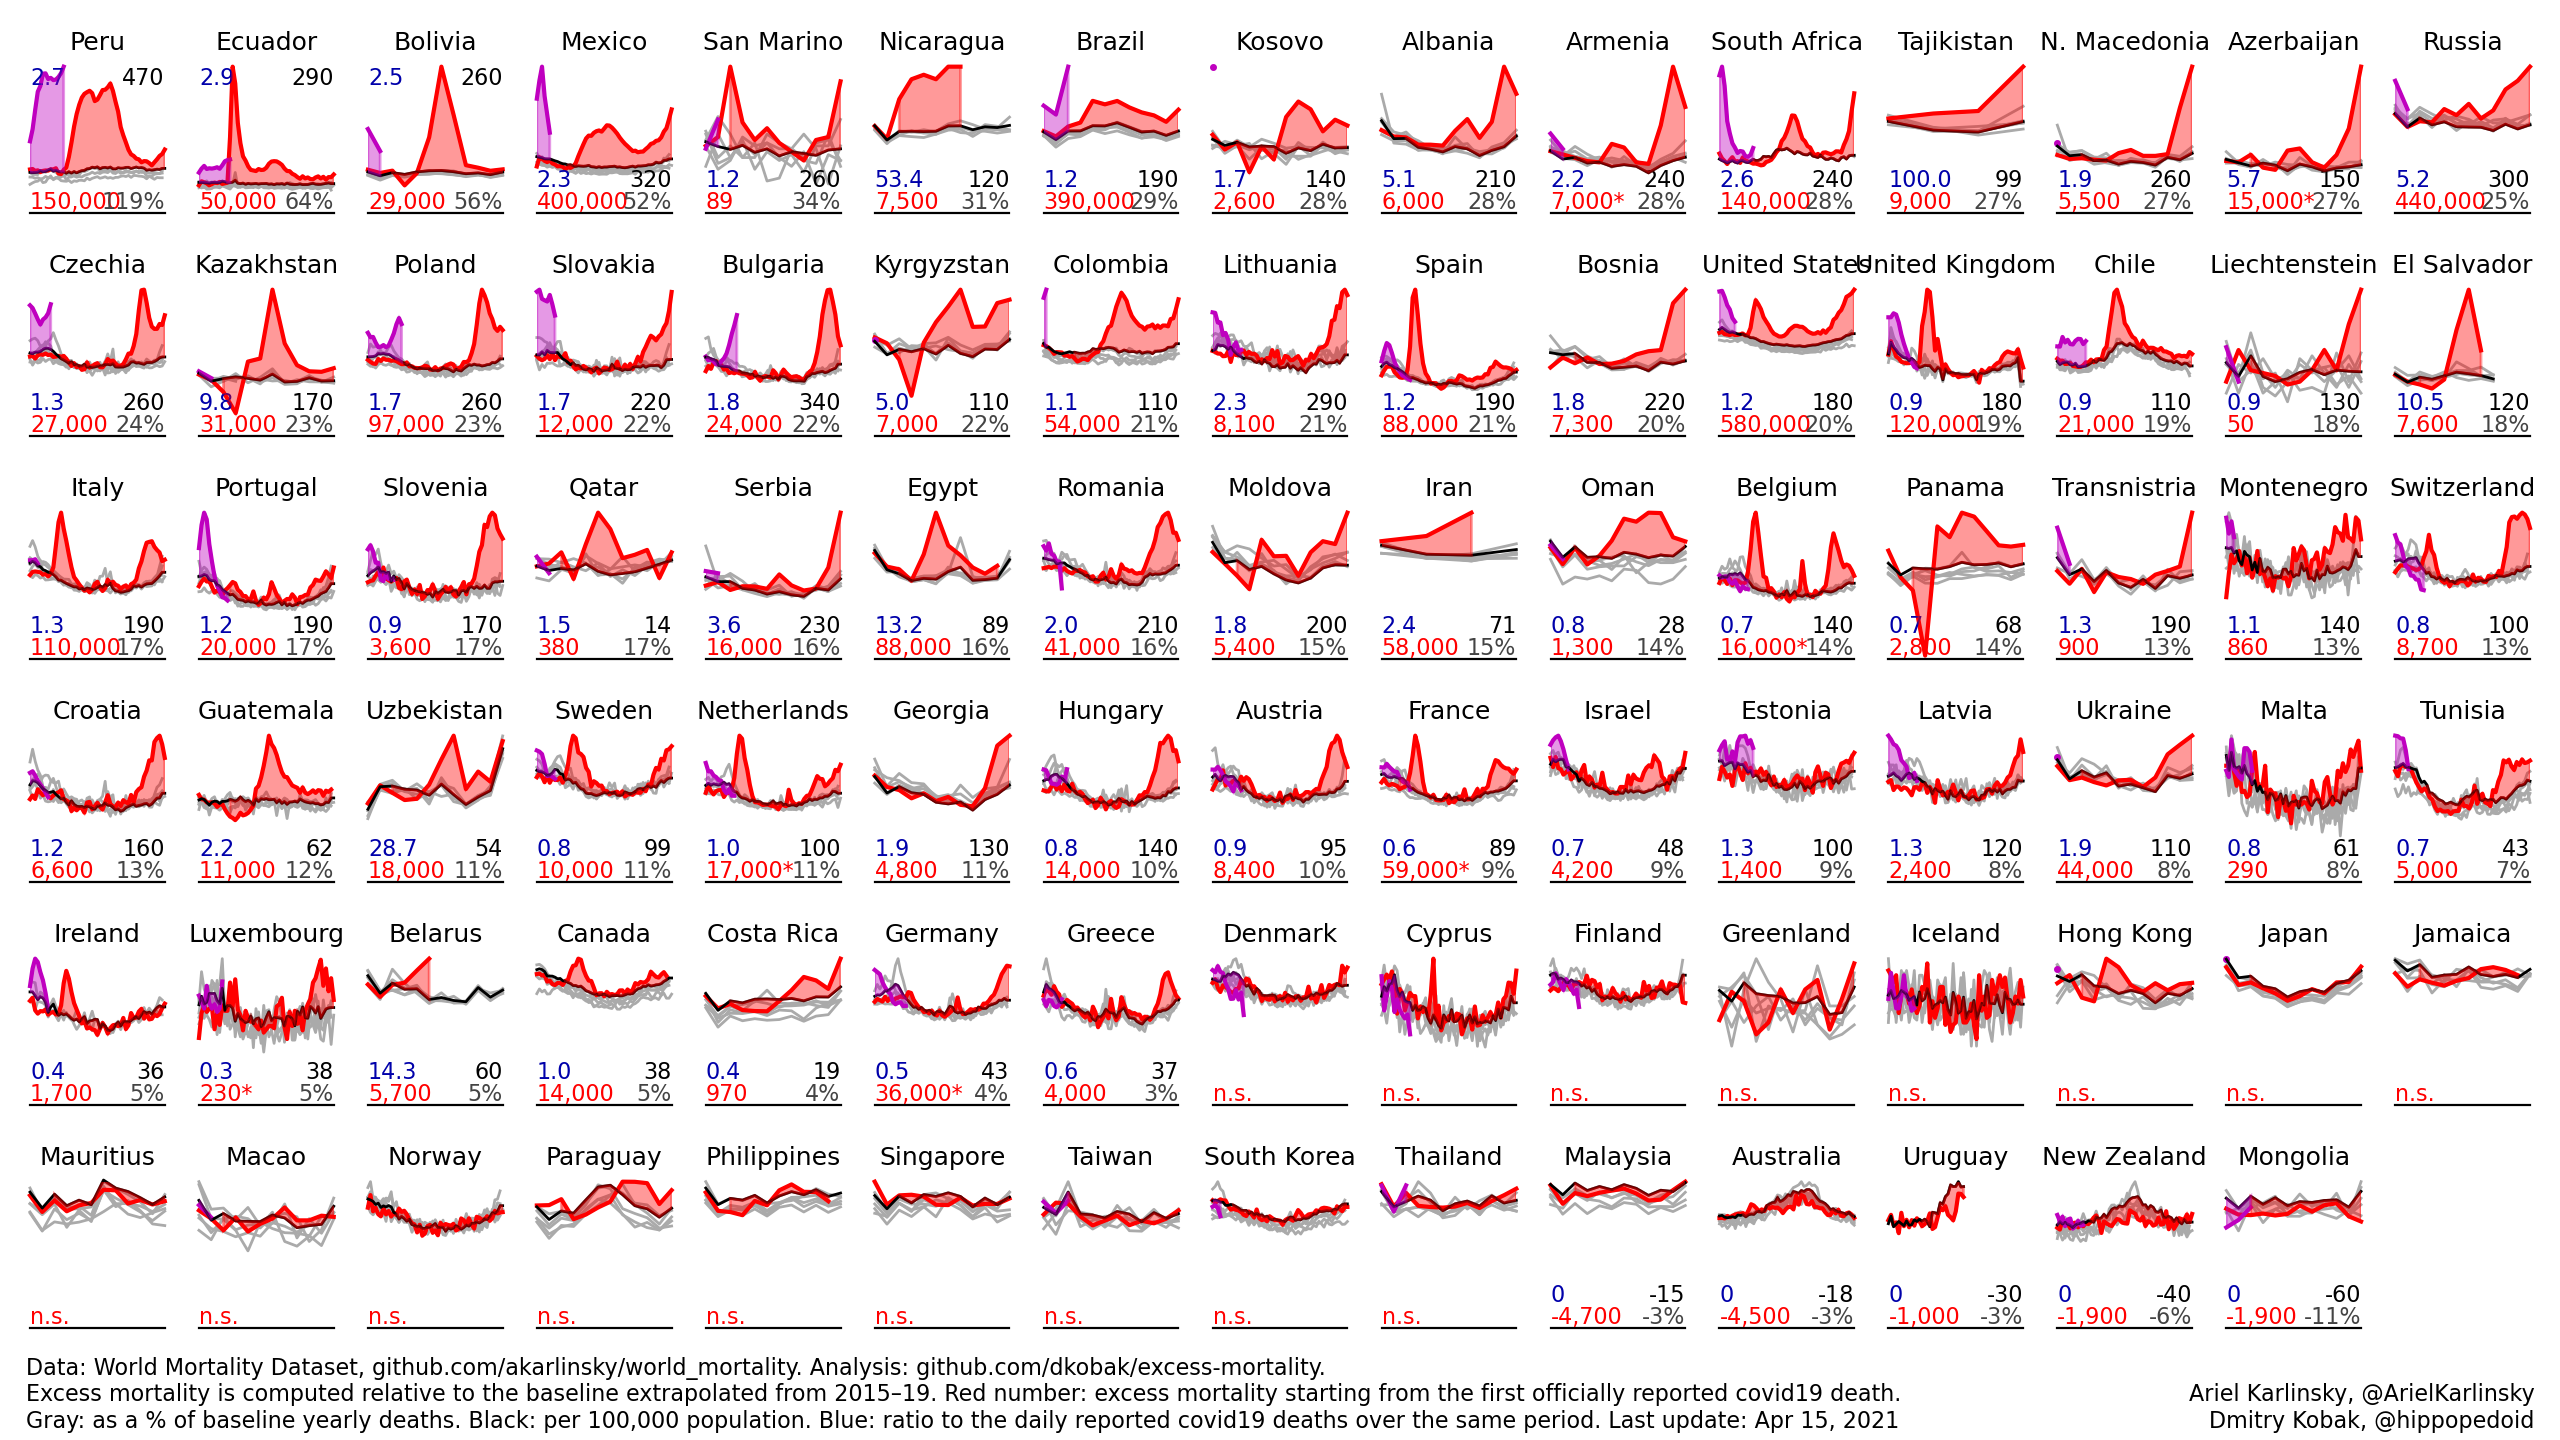 Peru Ecuador Bolivia Mexico San Marino Nicaragua Brazil Kosovo Albania Armenia South Africa Tajikistan N. Macedonia Azerbaijan Russia
2.7 470 2.9 290 2.5 260
2.3 320 1.2 260 53.4 120 1.2 190 1.7 140 5.1 210 2.2 240 2.6 240 100.0 99 1.9 260 5.7 150 5.2 300
150,000 119% 50,000 64% 29,000 56% 400,000 52% 89 34% 7,500 31% 390,000 29% 2,600 28% 6,000 28% 7,000* 28% 140,000 28% 9,000 27% 5,500 27% 15,000* 27% 440,000 25%
Czechia Kazakhstan Poland Slovakia Bulgaria Kyrgyzstan Colombia Lithuania Spain Bosnia United States United Kingdom Chile Liechtenstein El Salvador
1.3 260 9.8 170 1.7 260 1.7 220 1.8 340 5.0 110 1.1 110 2.3 290 1.2 190 1.8 220 1.2 180 0.9 180 0.9 110 0.9 130 10.5 120
27,000 24% 31,000 23% 97,000 23% 12,000 22% 24,000 22% 7,000 22% 54,000 21% 8,100 21% 88,000 21% 7,300 20% 580,000 20% 120,000 19% 21,000 19% 50 18% 7,600 18%
Italy Portugal Slovenia Qatar Serbia Egypt Romania Moldova Iran Oman Belgium Panama Transnistria Montenegro Switzerland
1.3 190 1.2 190 0.9 170 1.5 14 3.6 230 13.2 89 2.0 210 1.8 200 2.4 71 0.8 28 0.7 140 0.7 68 1.3 190 1.1 140 0.8 100
110,000 17% 20,000 17% 3,600 17% 380 17% 16,000 16% 88,000 16% 41,000 16% 5,400 15% 58,000 15% 1,300 14% 16,000* 14% 2,800 14% 900 13% 860 13% 8,700 13%
Croatia Guatemala Uzbekistan Sweden Netherlands Georgia Hungary Austria France Israel Estonia Latvia Ukraine Malta Tunisia
1.2 160 2.2 62 28.7 54 0.8 99 1.0 100 1.9 130 0.8 140 0.9 95 0.6 89 0.7 48 1.3 100 1.3 120 1.9 110 0.8 61 0.7 43
6,600 13% 11,000 12% 18,000 11% 10,000 11% 17,000* 11% 4,800 11% 14,000 10% 8,400 10% 59,000* 9% 4,200 9% 1,400 9% 2,400 8% 44,000 8% 290 8% 5,000 7%
Ireland Luxembourg Belarus Canada Costa Rica Germany Greece Denmark Cyprus Finland Greenland Iceland Hong Kong Japan Jamaica
0.4 36 0.3 38 14.3 60 1.0 38 0.4 19 0.5 43 0.6 37
1,700 5% 230* 5% 5,700 5% 14,000 5% 970 4% 36,000* 4% 4,000 3% n.s. n.s. n.s. n.s. n.s. n.s. n.s. n.s.
Mauritius Macao Norway Paraguay Philippines Singapore Taiwan South Korea Thailand Malaysia Australia Uruguay New Zealand Mongolia
0 -15 0 -18 0 -30 0 -40 0 -60
n.s. n.s. n.s. n.s. n.s. n.s. n.s. n.s. n.s. -4,700 -3% -4,500 -3% -1,000 -3% -1,900 -6% -1,900 -11%
Data: World Mortality Dataset, github.com/akarlinsky/world_mortality. Analysis: github.com/dkobak/excess-mortality.
Excess mortality is computed relative to the baseline extrapolated from 2015–19. Red number: excess mortality starting from the first officially reported covid19 death.
Gray: as a % of baseline yearly deaths. Black: per 100,000 population. Blue: ratio to the daily reported covid19 deaths over the same period. Last update: Apr 15, 2021
Ariel Karlinsky, @ArielKarlinsky
Dmitry Kobak, @hippopedoid